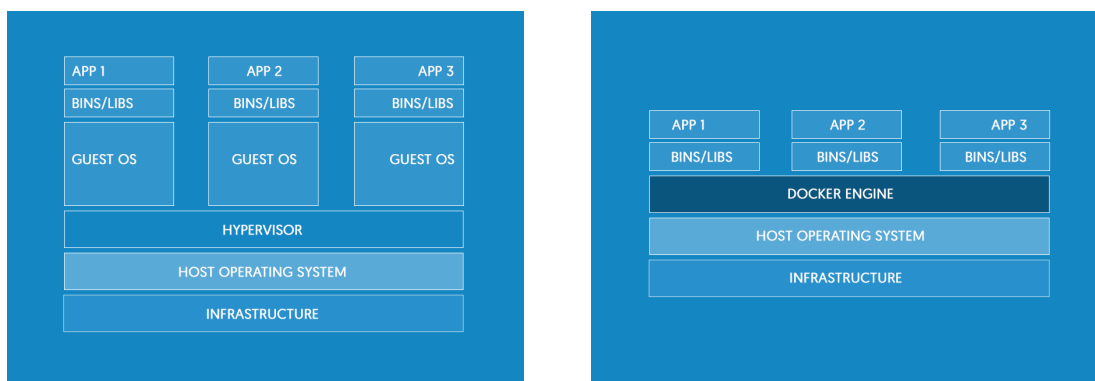 APP 1 APP 2 APP 3
BINS/LIBS BINS/LIBS BINS/LIBS
GUEST OS GUEST OS GUEST OS
HYPERVISOR
HOST OPERATING SYSTEM
INFRASTRUCTURE
APP 1 APP 2 APP 3
BINS/LIBS BINS/LIBS BINS/LIBS
DOCKER ENGINE
HOST OPERATING SYSTEM
INFRASTRUCTURE